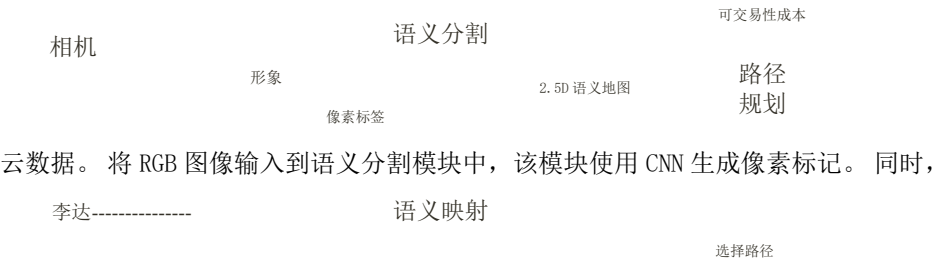 可交易性成本
语义分割
相机
路径
规划
形象
2.5D 语义地图
像素标签
云数据。 将 RGB 图像输入到语义分割模块中，该模块使用 CNN 生成像素标记。 同时，
李达---------------
语义映射
选择路径